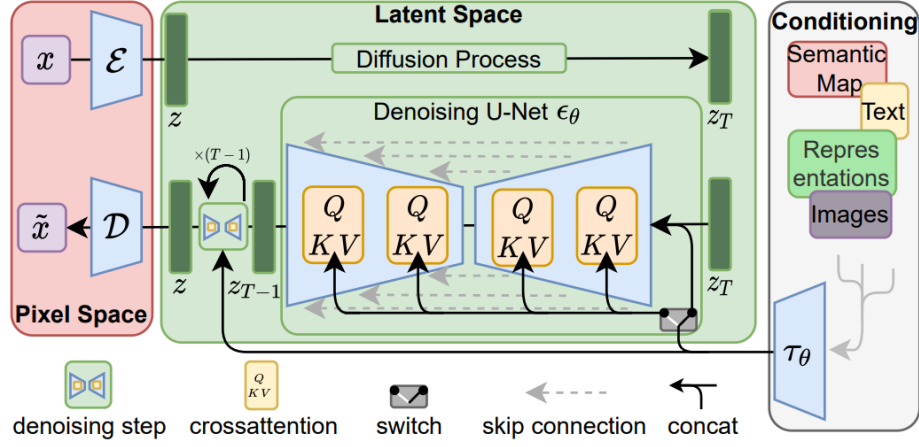 Latent Space
Conditioning
x
ℰ
Diffusion Process
Semantic
Map
z
z_T
Text
Denoising U-Net ϵ_θ
×(T−1)
Repres
entations
Images
x̃
𝒟
Q
KV
Q
KV
Q
KV
Q
KV
z
z_{T−1}
z_T
Pixel Space
τ_θ
Q
KV
denoising step
crossattention
switch
skip connection
concat